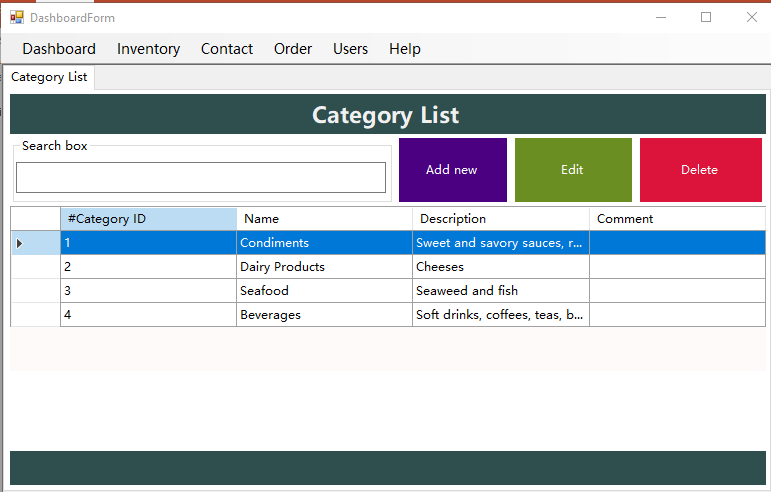 DashboardForm
Dashboard Inventory Contact Order Users Help
Category List
Category List
Search box
Add new Edit Delete
#Category ID Name Description Comment
1 Condiments Sweet and savory sauces, r...
2 Dairy Products Cheeses
3 Seafood Seaweed and fish
4 Beverages Soft drinks, coffees, teas, b...